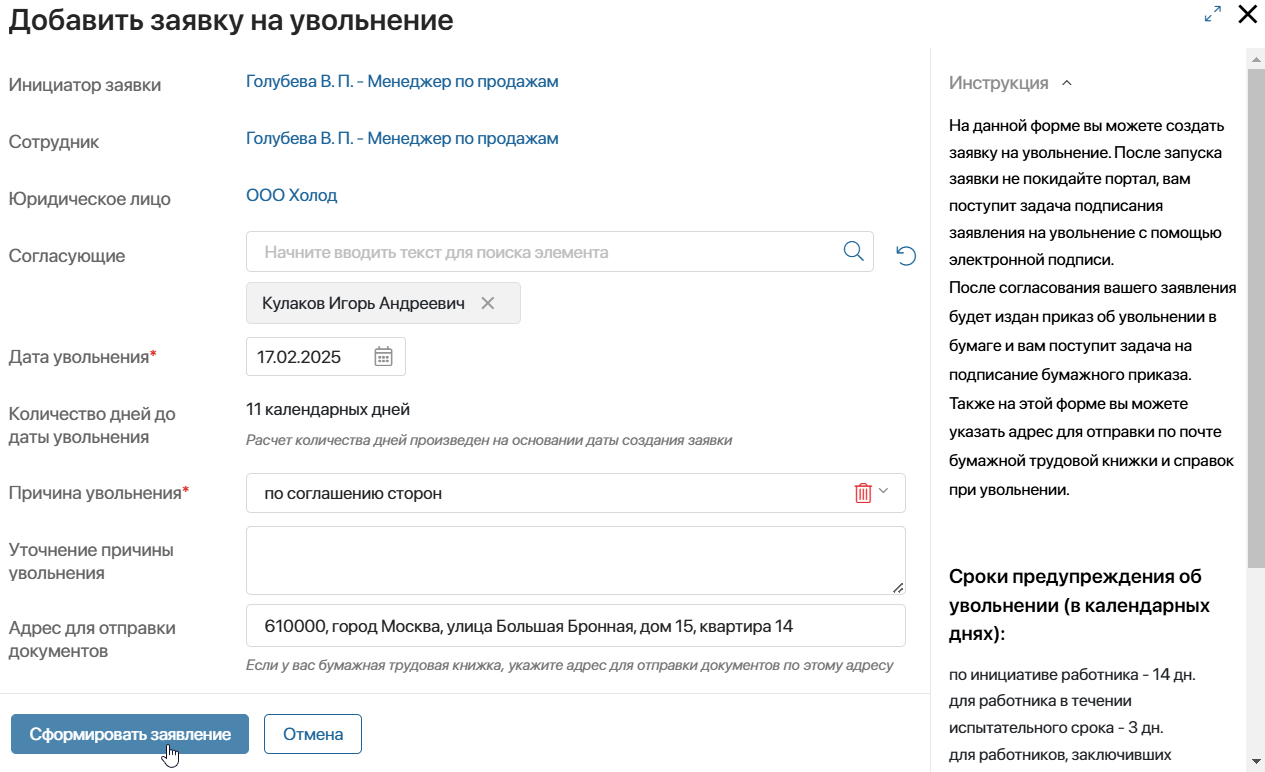 Добавить заявку на увольнение
Инициатор заявки
Голубева В. П. - Менеджер по продажам
Сотрудник
Голубева В. П. - Менеджер по продажам
Юридическое лицо
ООО Холод
Согласующие
Начните вводить текст для поиска элемента
Кулаков Игорь Андреевич
Дата увольнения*
17.02.2025
Количество дней до
даты увольнения
11 календарных дней
Расчет количества дней произведен на основании даты создания заявки
Причина увольнения*
по соглашению сторон
Уточнение причины
увольнения
Адрес для отправки
документов
610000, город Москва, улица Большая Бронная, дом 15, квартира 14
Если у вас бумажная трудовая книжка, укажите адрес для отправки документов по этому адресу
Сформировать заявление
Отмена
Инструкция
На данной форме вы можете создать
заявку на увольнение. После запуска
заявки не покидайте портал, вам
поступит задача подписания
заявления на увольнение с помощью
электронной подписи.
После согласования вашего заявления
будет издан приказ об увольнении в
бумаге и вам поступит задача на
подписание бумажного приказа.
Также на этой форме вы можете
указать адрес для отправки по почте
бумажной трудовой книжки и справок
при увольнении.
Сроки предупреждения об
увольнении (в календарных
днях):
по инициативе работника - 14 дн.
для работника в течении
испытательного срока - 3 дн.
для работников, заключивших